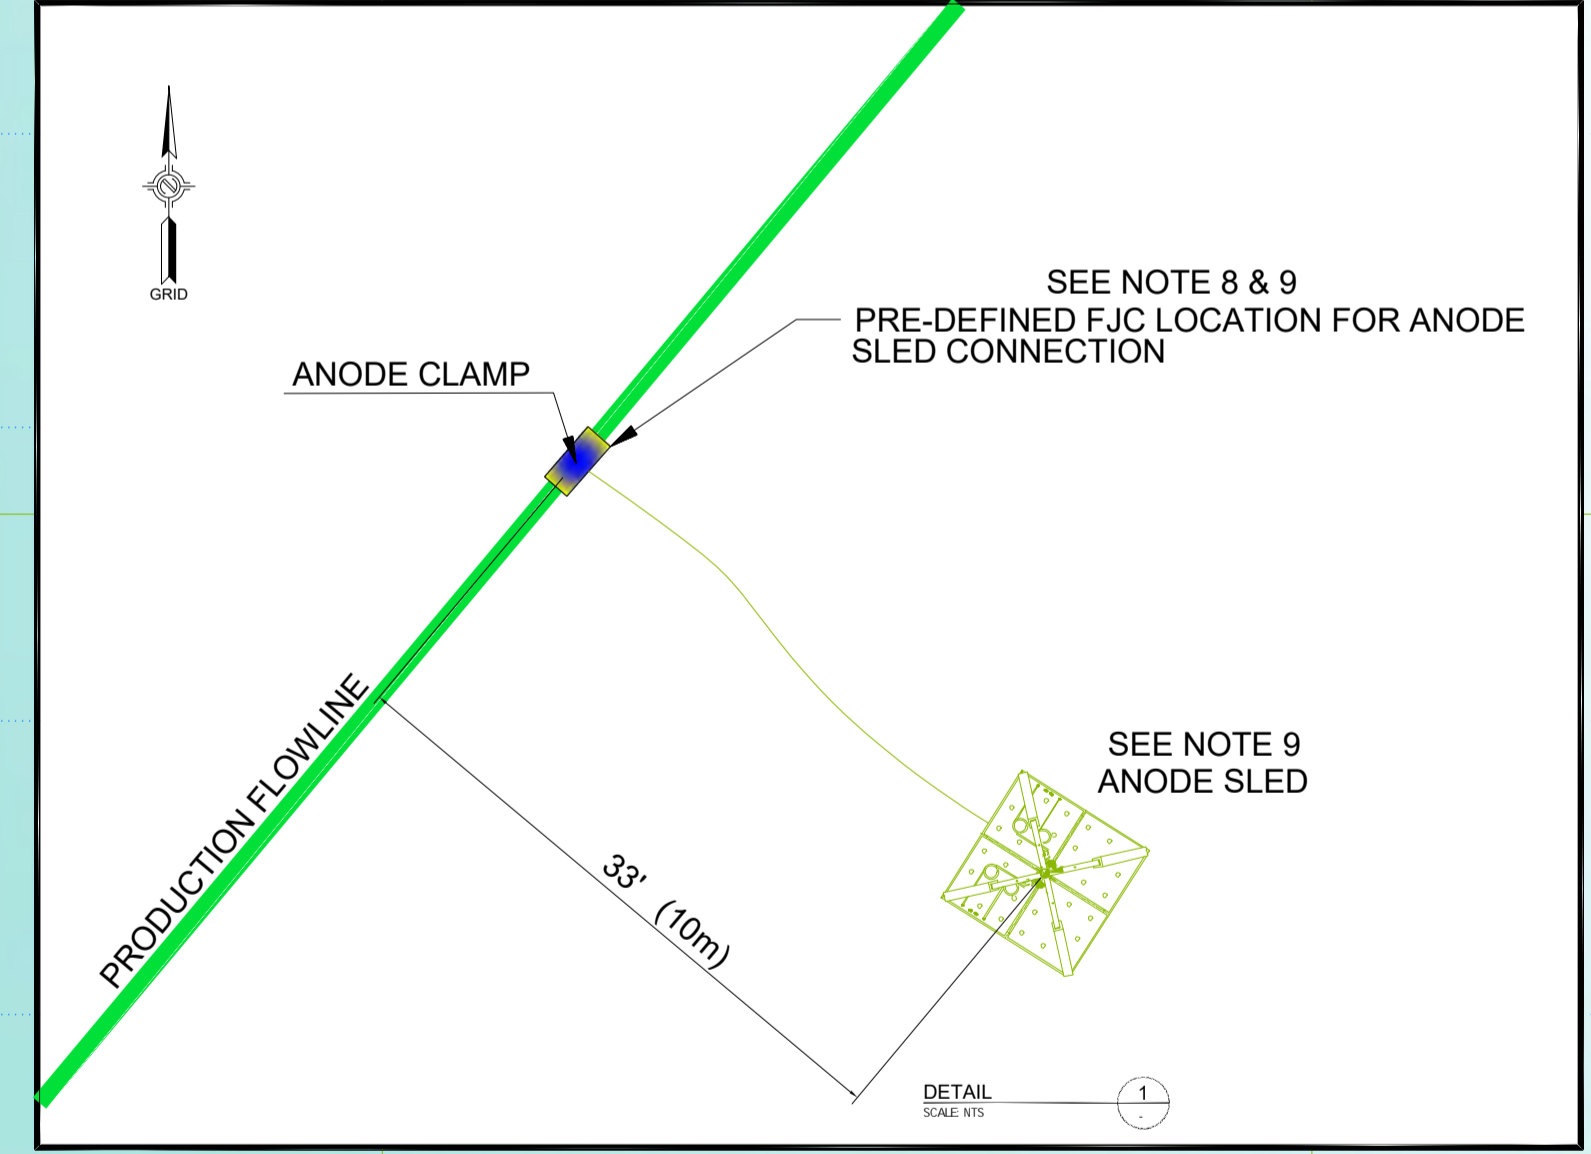 GRID
SEE NOTE 8 & 9
PRE-DEFINED FJC LOCATION FOR ANODE
SLED CONNECTION
ANODE CLAMP
PRODUCTION FLOWLINE
SEE NOTE 9
ANODE SLED
33' (10m)
DETAIL
SCALE: NTS
1
-